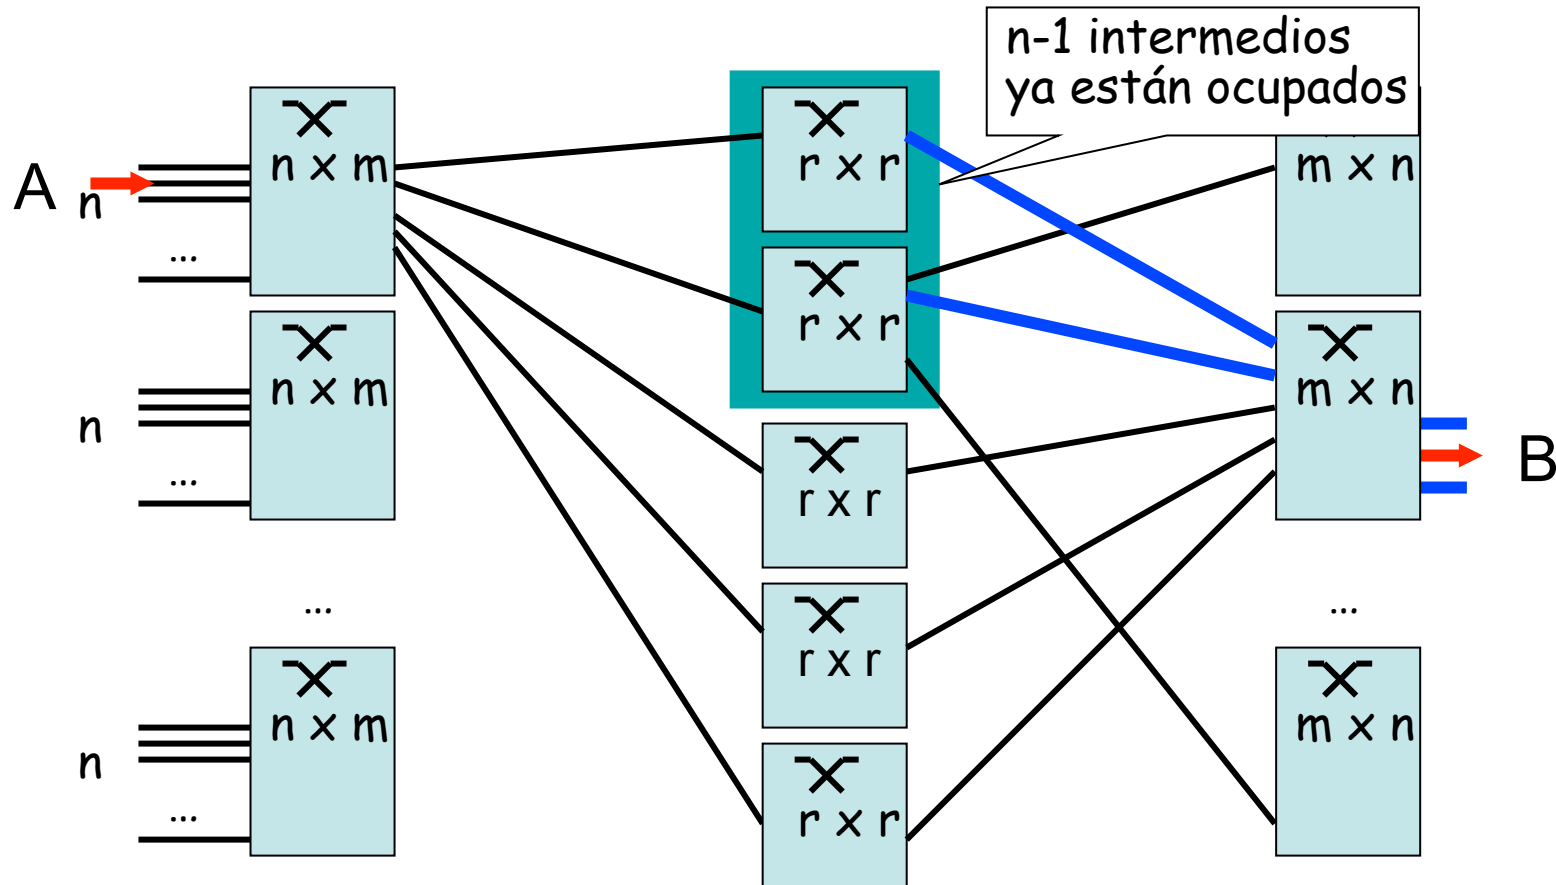 n-1 intermedios
ya están ocupados
A
n
...
n x m
r x r
m x n
r x r
n
...
n x m
m x n
B
r x r
...
...
r x r
n
...
n x m
m x n
r x r